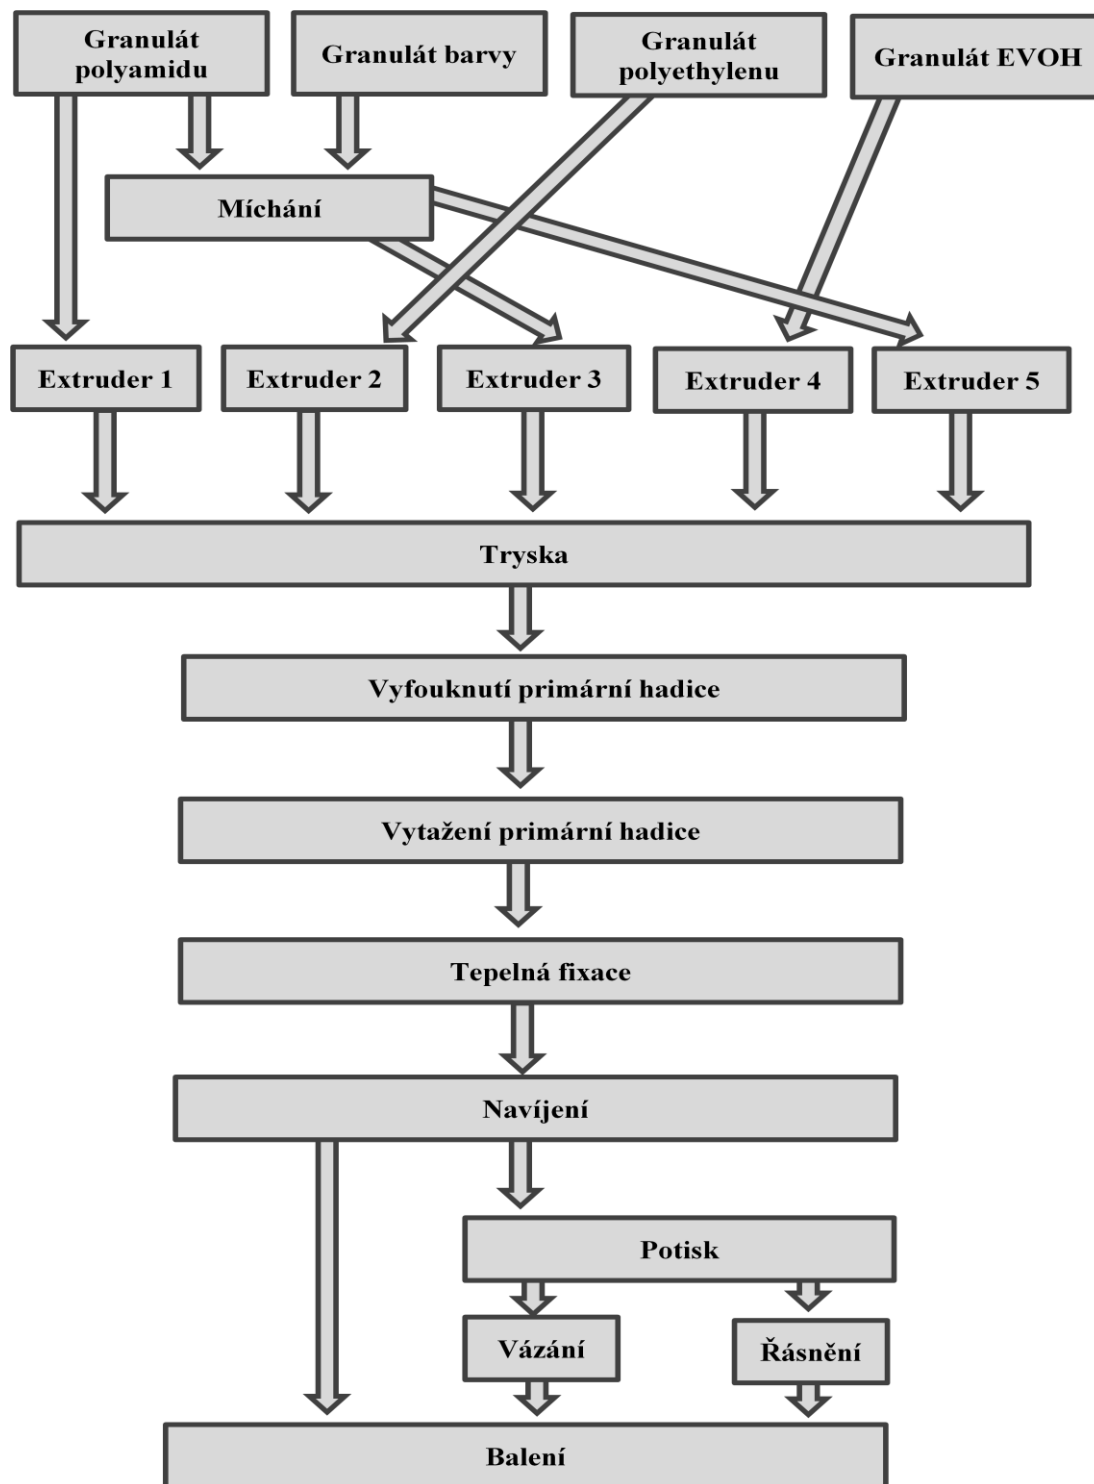 Granulát
polyamidu
Granulát barvy
Granulát
polyethylenu
Granulát EVOH
Míchání
Extruder 1
Extruder 2
Extruder 3
Extruder 4
Extruder 5
Tryska
Vyfouknutí primární hadice
Vytažení primární hadice
Tepelná fixace
Navíjení
Potisk
Vázání
Řásnění
Balení